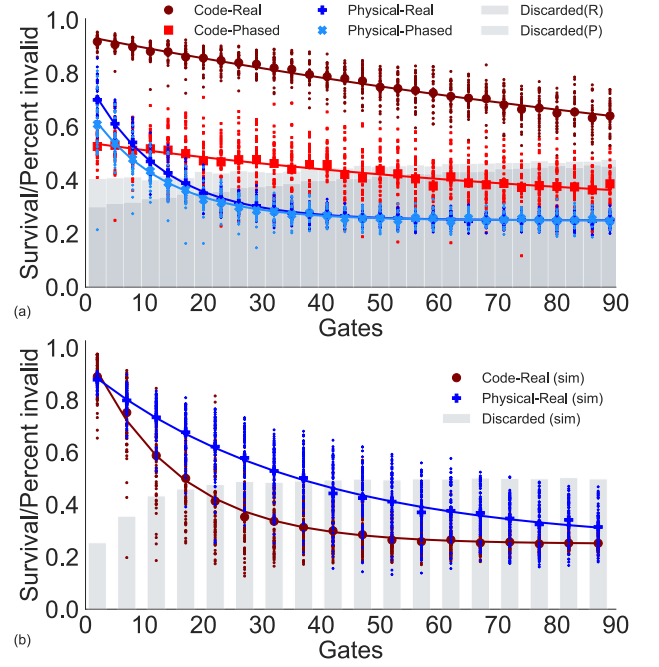 Code-Real Physical-Real Discarded(R)
Code-Phased Physical-Phased Discarded(P)
Survival/Percent invalid
1.0
0.8
0.6
0.4
0.2
0.0
0 10 20 30 40 50 60 70 80 90
(a)
Gates
Code-Real (sim)
Physical-Real (sim)
Discarded (sim)
Survival/Percent invalid
1.0
0.8
0.6
0.4
0.2
0.0
0 10 20 30 40 50 60 70 80 90
(b)
Gates